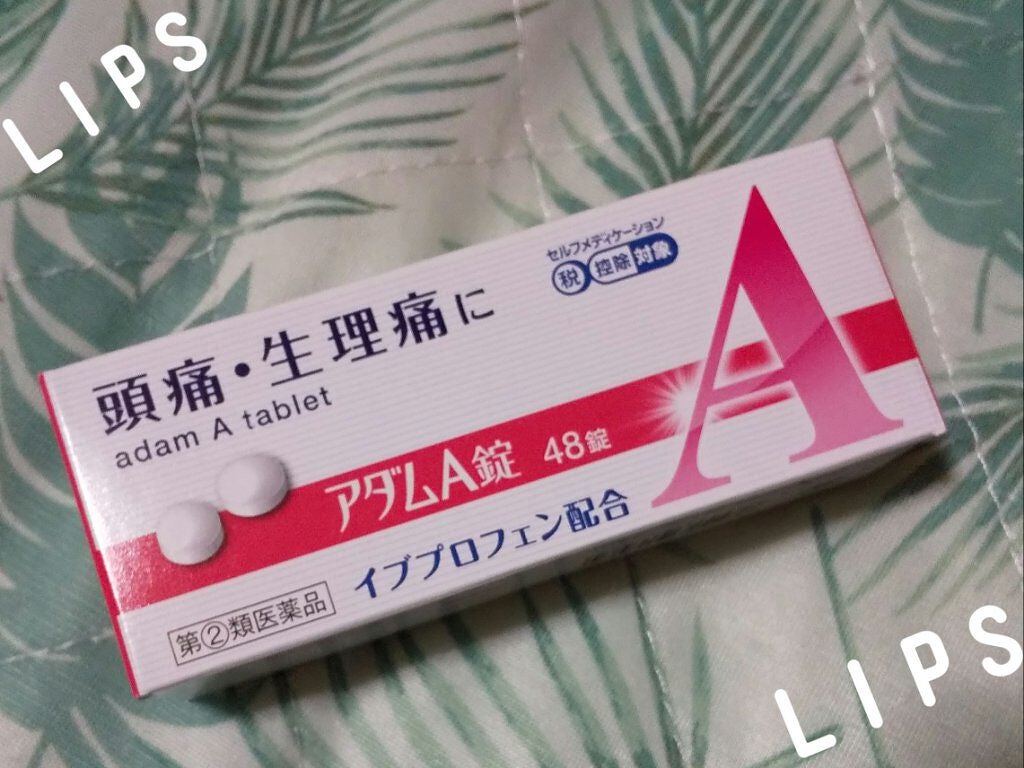 LIPS
セルフメディケーション
税 控除 対象
頭痛・生理痛に
adam A tablet
A
アダムA錠 48錠
イブプロフェン配合
第②類医薬品
LIPS